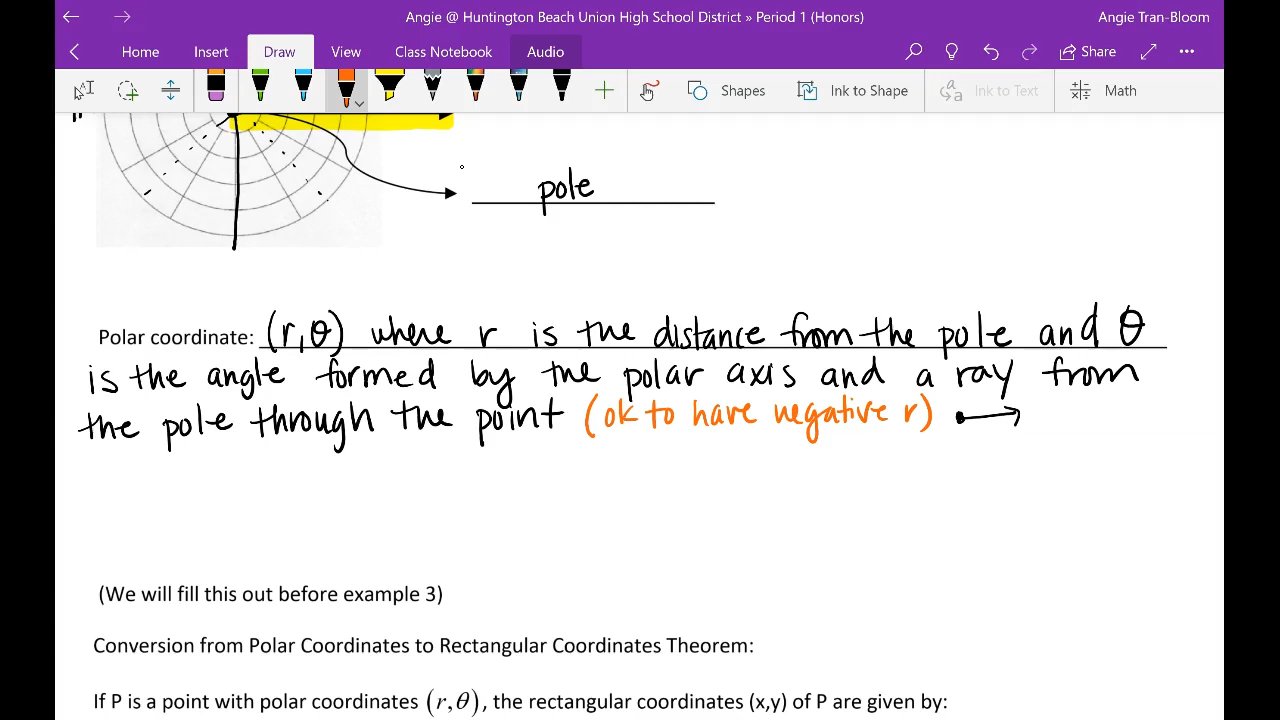 Angie @ Huntington Beach Union High School District » Period 1 (Honors)
Angie Tran-Bloom
Home Insert Draw View Class Notebook Audio Share
Shapes Ink to Shape Ink to Text Math
π
pole
Polar coordinate: (r, θ) where r is the distance from the pole and θ
is the angle formed by the polar axis and a ray from
the pole through the point (ok to have negative r)
(We will fill this out before example 3)
Conversion from Polar Coordinates to Rectangular Coordinates Theorem:
If P is a point with polar coordinates (r, θ), the rectangular coordinates (x,y) of P are given by: